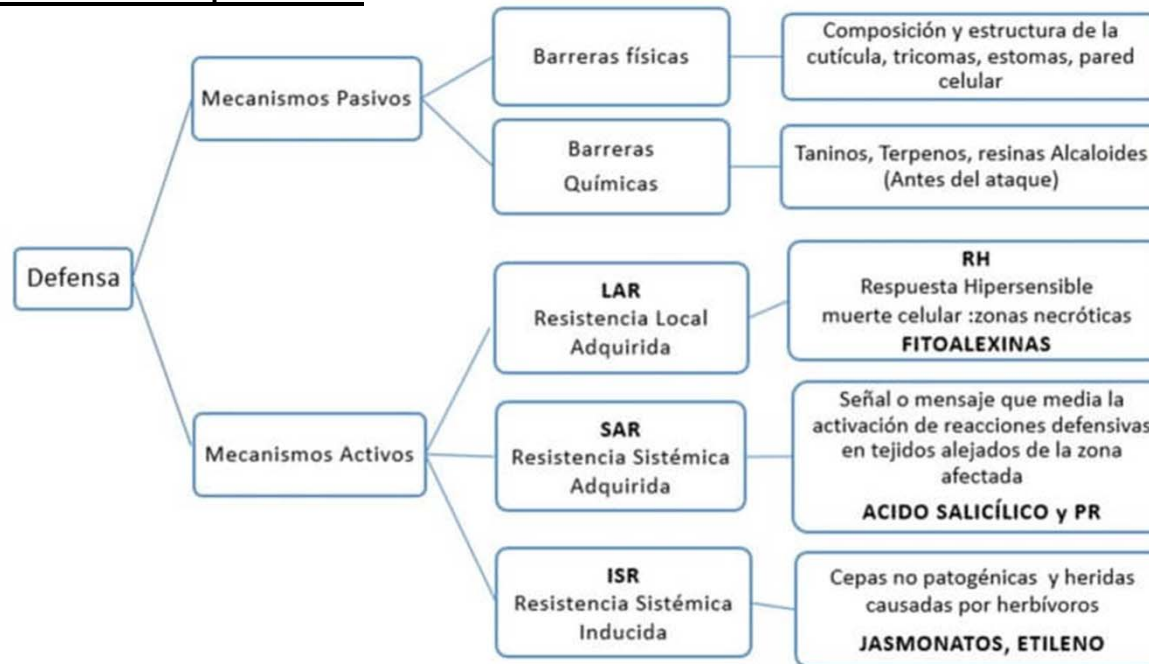 Barreras físicas
Composición y estructura de la
cutícula, tricomas, estomas, pared
celular
Mecanismos Pasivos
Barreras
Químicas
Taninos, Terpenos, resinas Alcaloides
(Antes del ataque)
Defensa
LAR
Resistencia Local
Adquirida
RH
Respuesta Hipersensible
muerte celular :zonas necróticas
FITOALEXINAS
Mecanismos Activos
SAR
Resistencia Sistémica
Adquirida
Señal o mensaje que media la
activación de reacciones defensivas
en tejidos alejados de la zona
afectada
ACIDO SALICÍLICO y PR
ISR
Resistencia Sistémica
Inducida
Cepas no patogénicas y heridas
causadas por herbívoros
JASMONATOS, ETILENO